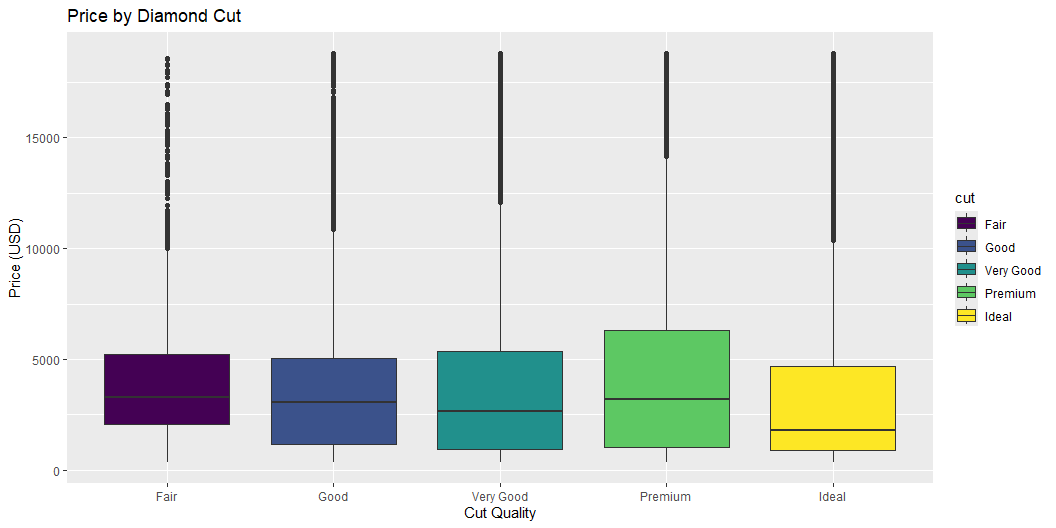 Price by Diamond Cut
Price (USD)
15000
10000
5000
0
Fair
Good
Very Good
Premium
Ideal
Cut Quality
cut
Fair
Good
Very Good
Premium
Ideal